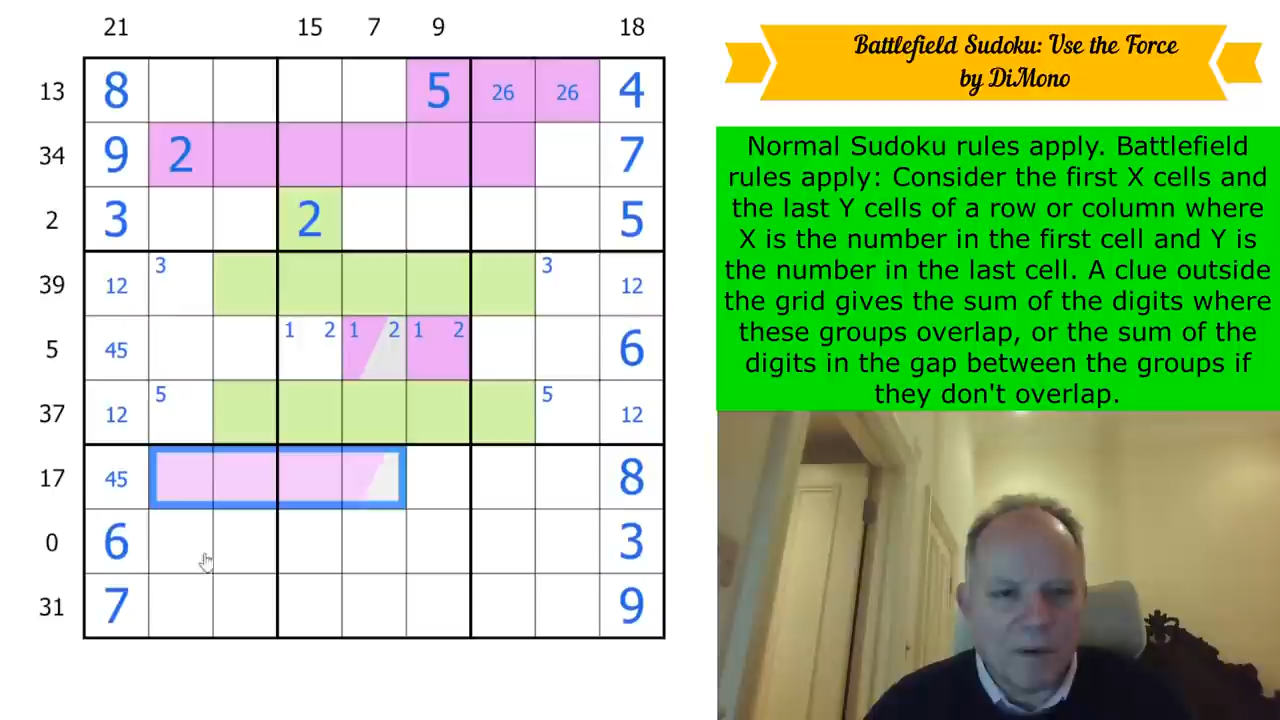 21 15 7 9 18
Battlefield Sudoku: Use the Force
by DiMono
13 8 5 26 26 4
34 9 2 7
2 3 2 5
39 12 3 3 12
5 45 1 2 1 2 1 2 6
37 12 5 5 12
17 45 8
0 6 3
31 7 9
Normal Sudoku rules apply. Battlefield
rules apply: Consider the first X cells and
the last Y cells of a row or column where
X is the number in the first cell and Y is
the number in the last cell. A clue outside
the grid gives the sum of the digits where
these groups overlap, or the sum of the
digits in the gap between the groups if
they don't overlap.